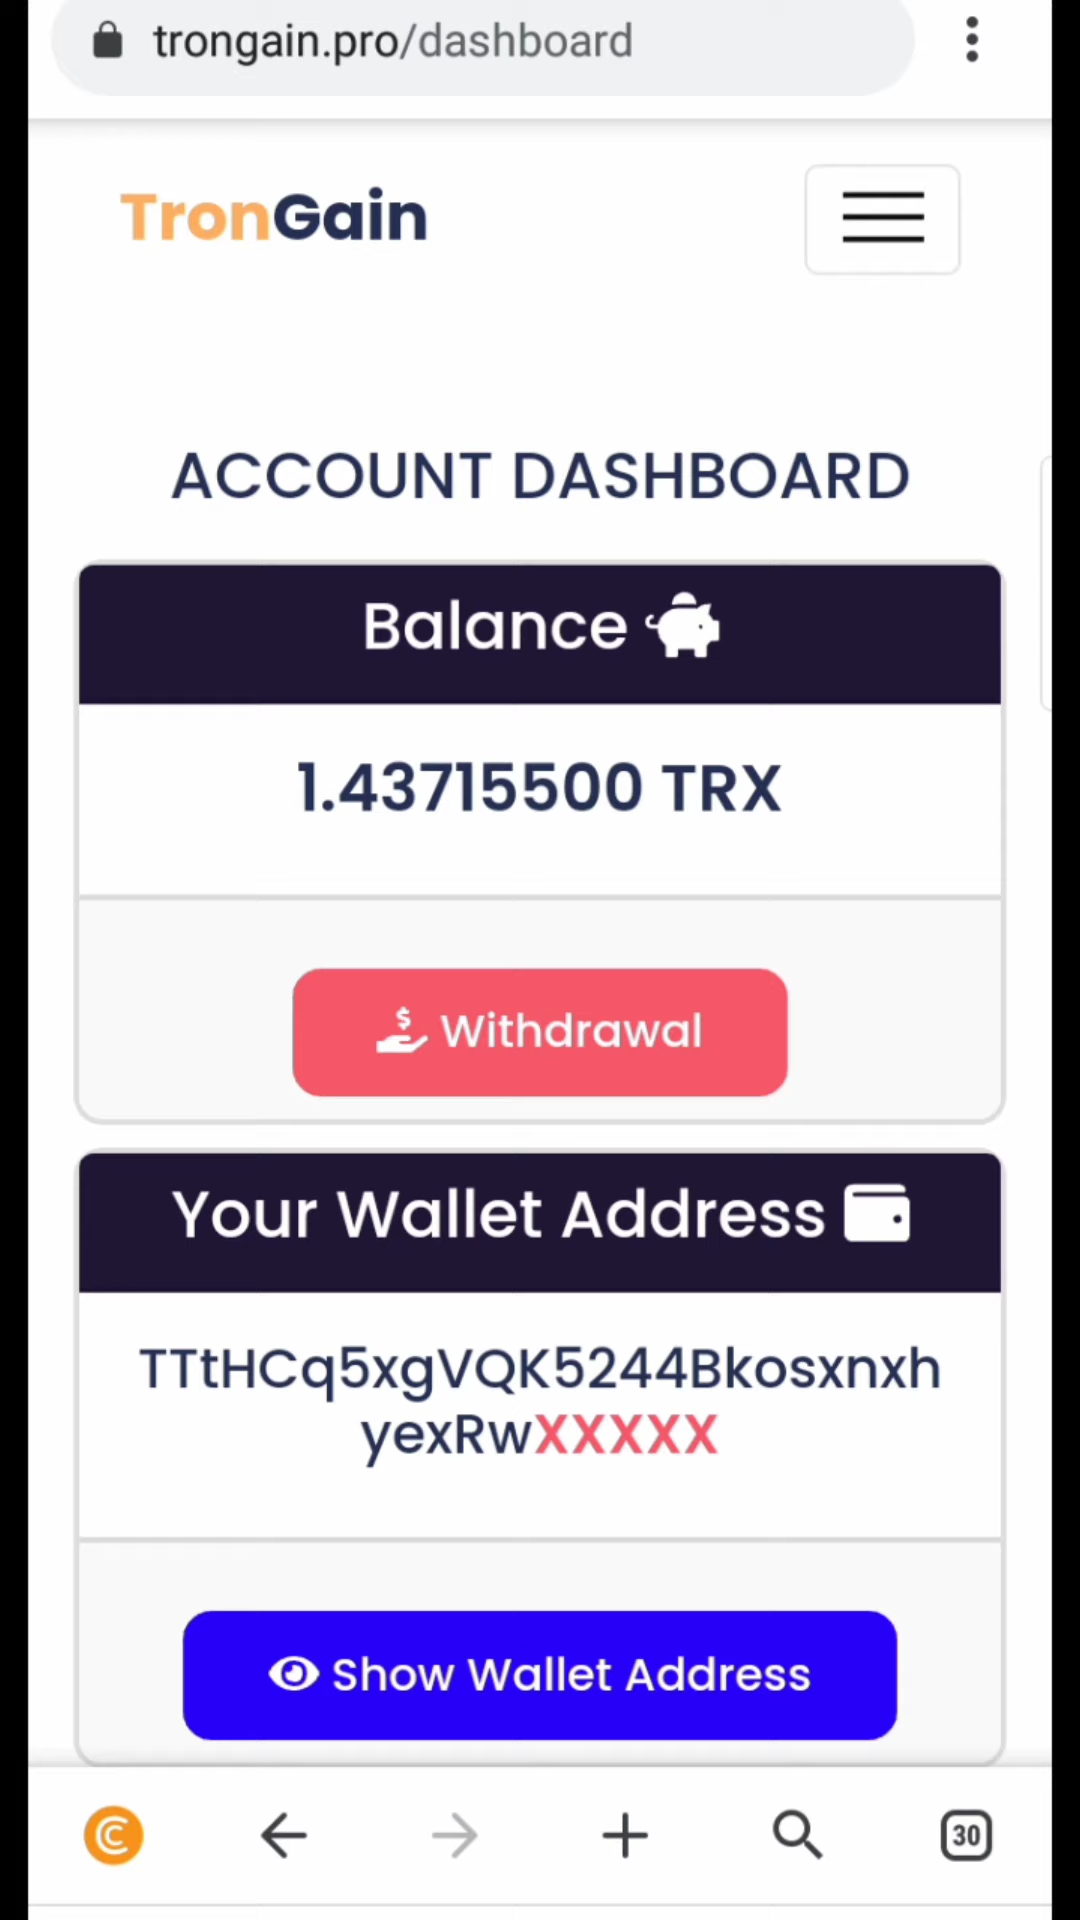 trongain.pro/dashboard
TronGain
ACCOUNT DASHBOARD
Balance
1.43715500 TRX
Withdrawal
Your Wallet Address
TTtHCq5xgVQK5244Bkosxnxh
yexRwXXXXX
Show Wallet Address
30